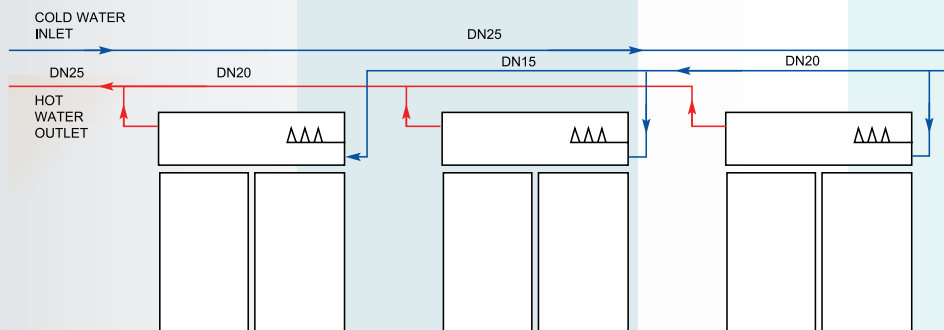 COLD WATER
INLET
DN25
DN15
DN20
DN25
DN20
HOT
WATER
OUTLET